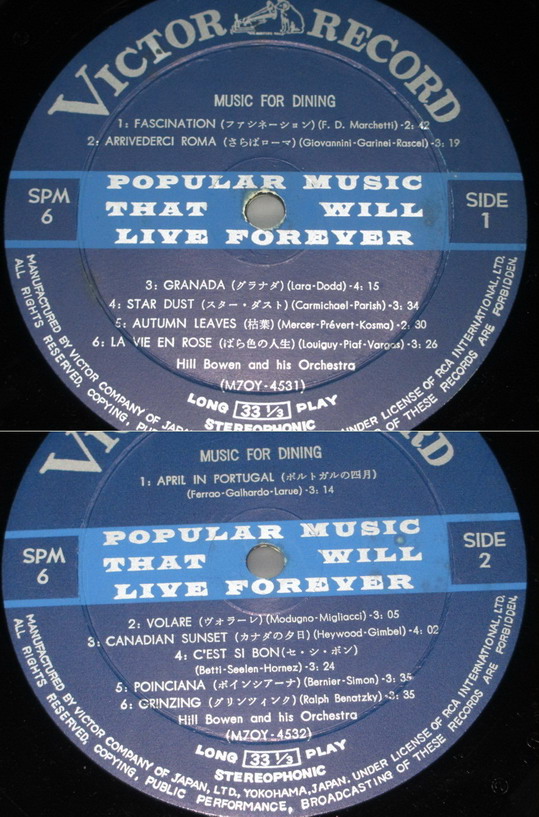 VICTOR RECORD
MUSIC FOR DINING
1: FASCINATION (ファシネーション) (F. D. Marchetti) -2: 42
2: ARRIVEDERCI ROMA (さらばローマ) (Giovannini-Garinei-Rascel) -3: 19
POPULAR MUSIC
THAT WILL
LIVE FOREVER
SPM
6
SIDE
1
3: GRANADA (グラナダ) (Lara-Dodd) -4: 15
4: STAR DUST (スター・ダスト) (Carmichael-Parish) -3: 34
5: AUTUMN LEAVES (枯葉) (Mercer-Prévert-Kosma) -2: 30
6: LA VIE EN ROSE (ばら色の人生) (Louiguy-Piaf-Vargas) -3: 26
Hill Bowen and his Orchestra
(M7OY-4531)
LONG 33 1/3 PLAY
STEREOPHONIC
MANUFACTURED BY VICTOR COMPANY OF JAPAN UNDER LICENSE OF RCA INTERNATIONAL, LTD.
ALL RIGHTS RESERVED, COPYING, PUBLIC OF THESE RECORDS ARE FORBIDDEN.
VICTOR RECORD
MUSIC FOR DINING
1: APRIL IN PORTUGAL (ポルトガルの四月)
(Ferrao-Galhardo-Larue) -3: 14
POPULAR MUSIC
THAT WILL
LIVE FOREVER
SPM
6
SIDE
2
2: VOLARE (ヴォラーレ) (Modugno-Migliacci) -3: 05
3: CANADIAN SUNSET (カナダの夕日) (Heywood-Gimbel) -4: 02
4: C'EST SI BON (セ・シ・ボン)
(Betti-Seelen-Hornez) -3: 24
5: POINCIANA (ポインシアーナ) (Bernier-Simon) -3: 35
6: GRINZING (グリンツィンク) (Ralph Benatzky) -3: 35
Hill Bowen and his Orchestra
(M7OY-4532)
LONG 33 1/3 PLAY
STEREOPHONIC
MANUFACTURED BY VICTOR COMPANY OF JAPAN, LTD., YOKOHAMA, JAPAN. UNDER LICENSE OF RCA INTERNATIONAL, LTD.
ALL RIGHTS RESERVED, COPYING, PUBLIC PERFORMANCE, BROADCASTING OF THESE RECORDS ARE FORBIDDEN.